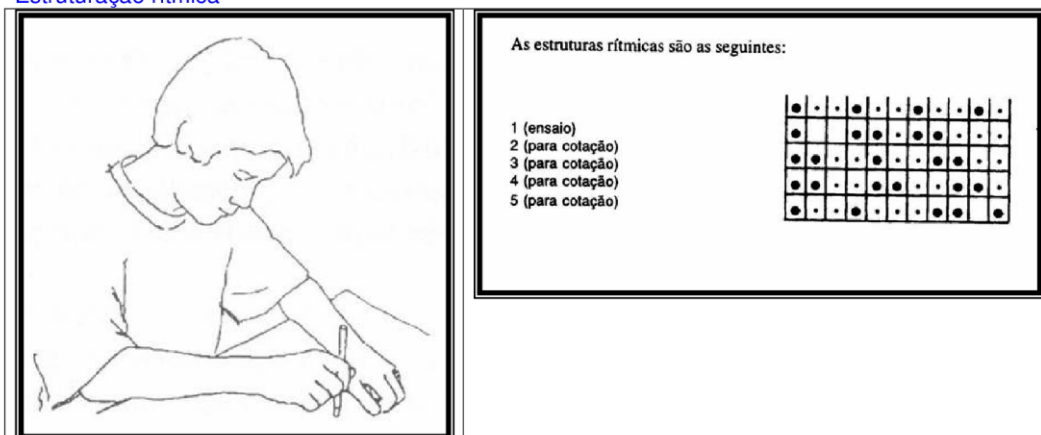 Estruturação rítmica
As estruturas rítmicas são as seguintes:
1 (ensaio)
2 (para cotação)
3 (para cotação)
4 (para cotação)
5 (para cotação)